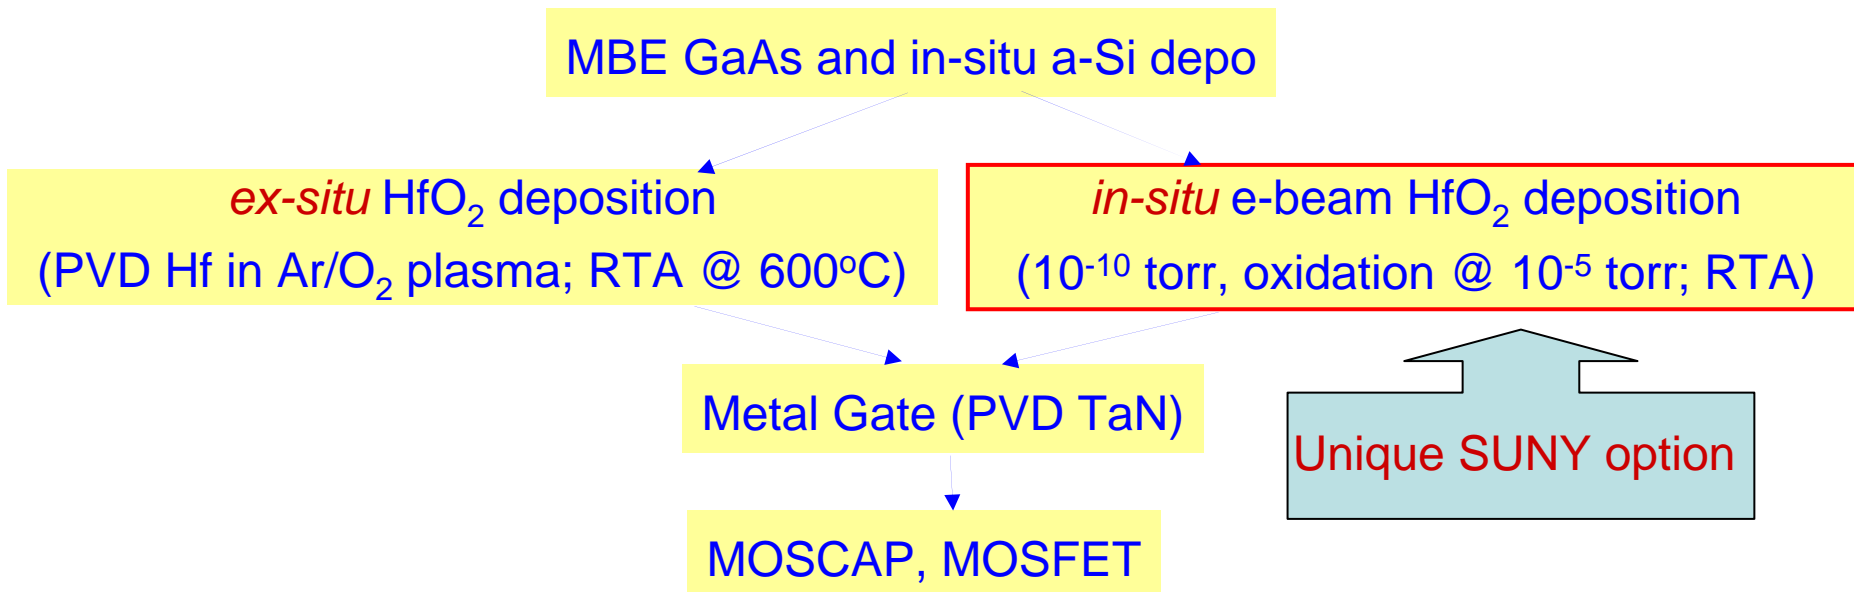 MBE GaAs and in-situ a-Si depo
ex-situ HfO₂ deposition
(PVD Hf in Ar/O₂ plasma; RTA @ 600ºC)
in-situ e-beam HfO₂ deposition
(10⁻¹⁰ torr, oxidation @ 10⁻⁵ torr; RTA)
Metal Gate (PVD TaN)
Unique SUNY option
MOSCAP, MOSFET